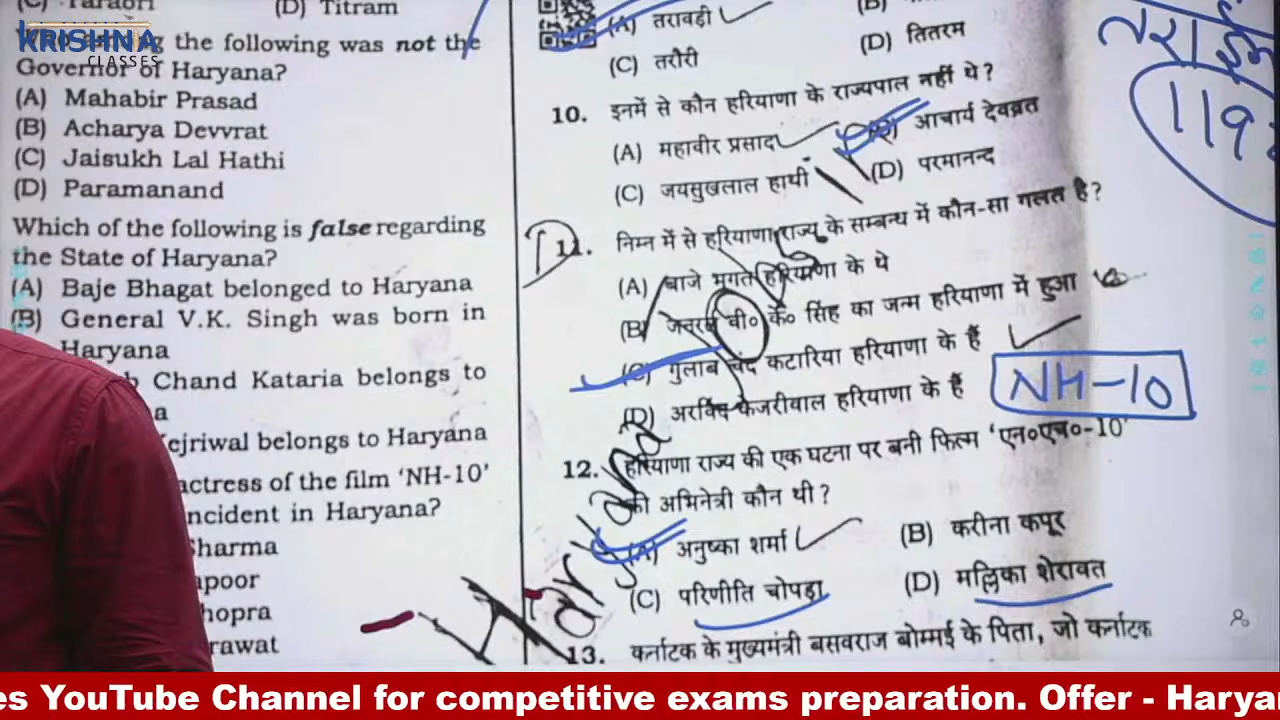 (C) Taraori (D) Titram
KRISHNA
CLASSES
the following was not the
Governor of Haryana?
(A) Mahabir Prasad
(B) Acharya Devvrat
(C) Jaisukh Lal Hathi
(D) Paramanand
Which of the following is false regarding
the State of Haryana?
(A) Baje Bhagat belonged to Haryana
(B) General V.K. Singh was born in
Haryana
Chand Kataria belongs to
ejriwal belongs to Haryana
actress of the film 'NH-10'
ncident in Haryana?
Sharma
apoor
hopra
rawat
(A) तरावड़ी (B)
(C) तरौरी (D) तितरम
10. इनमें से कौन हरियाणा के राज्यपाल नहीं थे?
(A) महावीर प्रसाद (B) आचार्य देवव्रत
(C) जयसुखलाल हाथी (D) परमानन्द
11. निम्न में से हरियाणा राज्य के सम्बन्ध में कौन-सा गलत है?
(A) बाजे भगत हरियाणा के थे
(B) जनरल वी० के० सिंह का जन्म हरियाणा में हुआ
(C) गुलाब चंद कटारिया हरियाणा के हैं
(D) अरविंद केजरीवाल हरियाणा के हैं
NH-10
12. हरियाणा राज्य की एक घटना पर बनी फिल्म 'एन०एच०-10'
की अभिनेत्री कौन थी?
(A) अनुष्का शर्मा (B) करीना कपूर
(C) परिणीति चोपड़ा (D) मल्लिका शेरावत
13. कर्नाटक के मुख्यमंत्री बसवराज बोम्मई के पिता, जो कर्नाटक
Haryana
119
es YouTube Channel for competitive exams preparation. Offer - Haryan